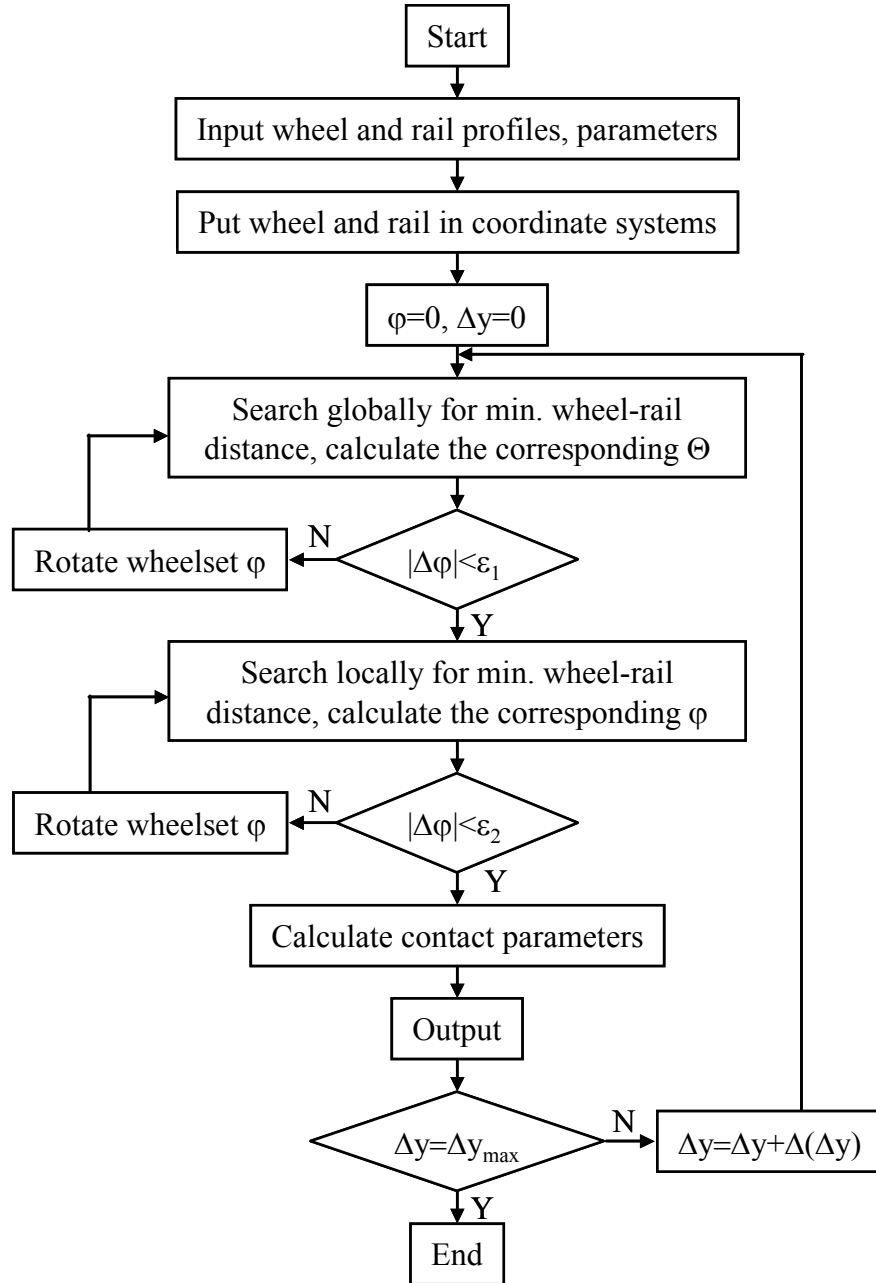 Start
Input wheel and rail profiles, parameters
Put wheel and rail in coordinate systems
φ=0, Δy=0
Search globally for min. wheel-rail
distance, calculate the corresponding Θ
Rotate wheelset φ
N
|Δφ|<ε₁
Y
Search locally for min. wheel-rail
distance, calculate the corresponding φ
Rotate wheelset φ
N
|Δφ|<ε₂
Y
Calculate contact parameters
Output
Δy=Δymax
N
Δy=Δy+Δ(Δy)
Y
End